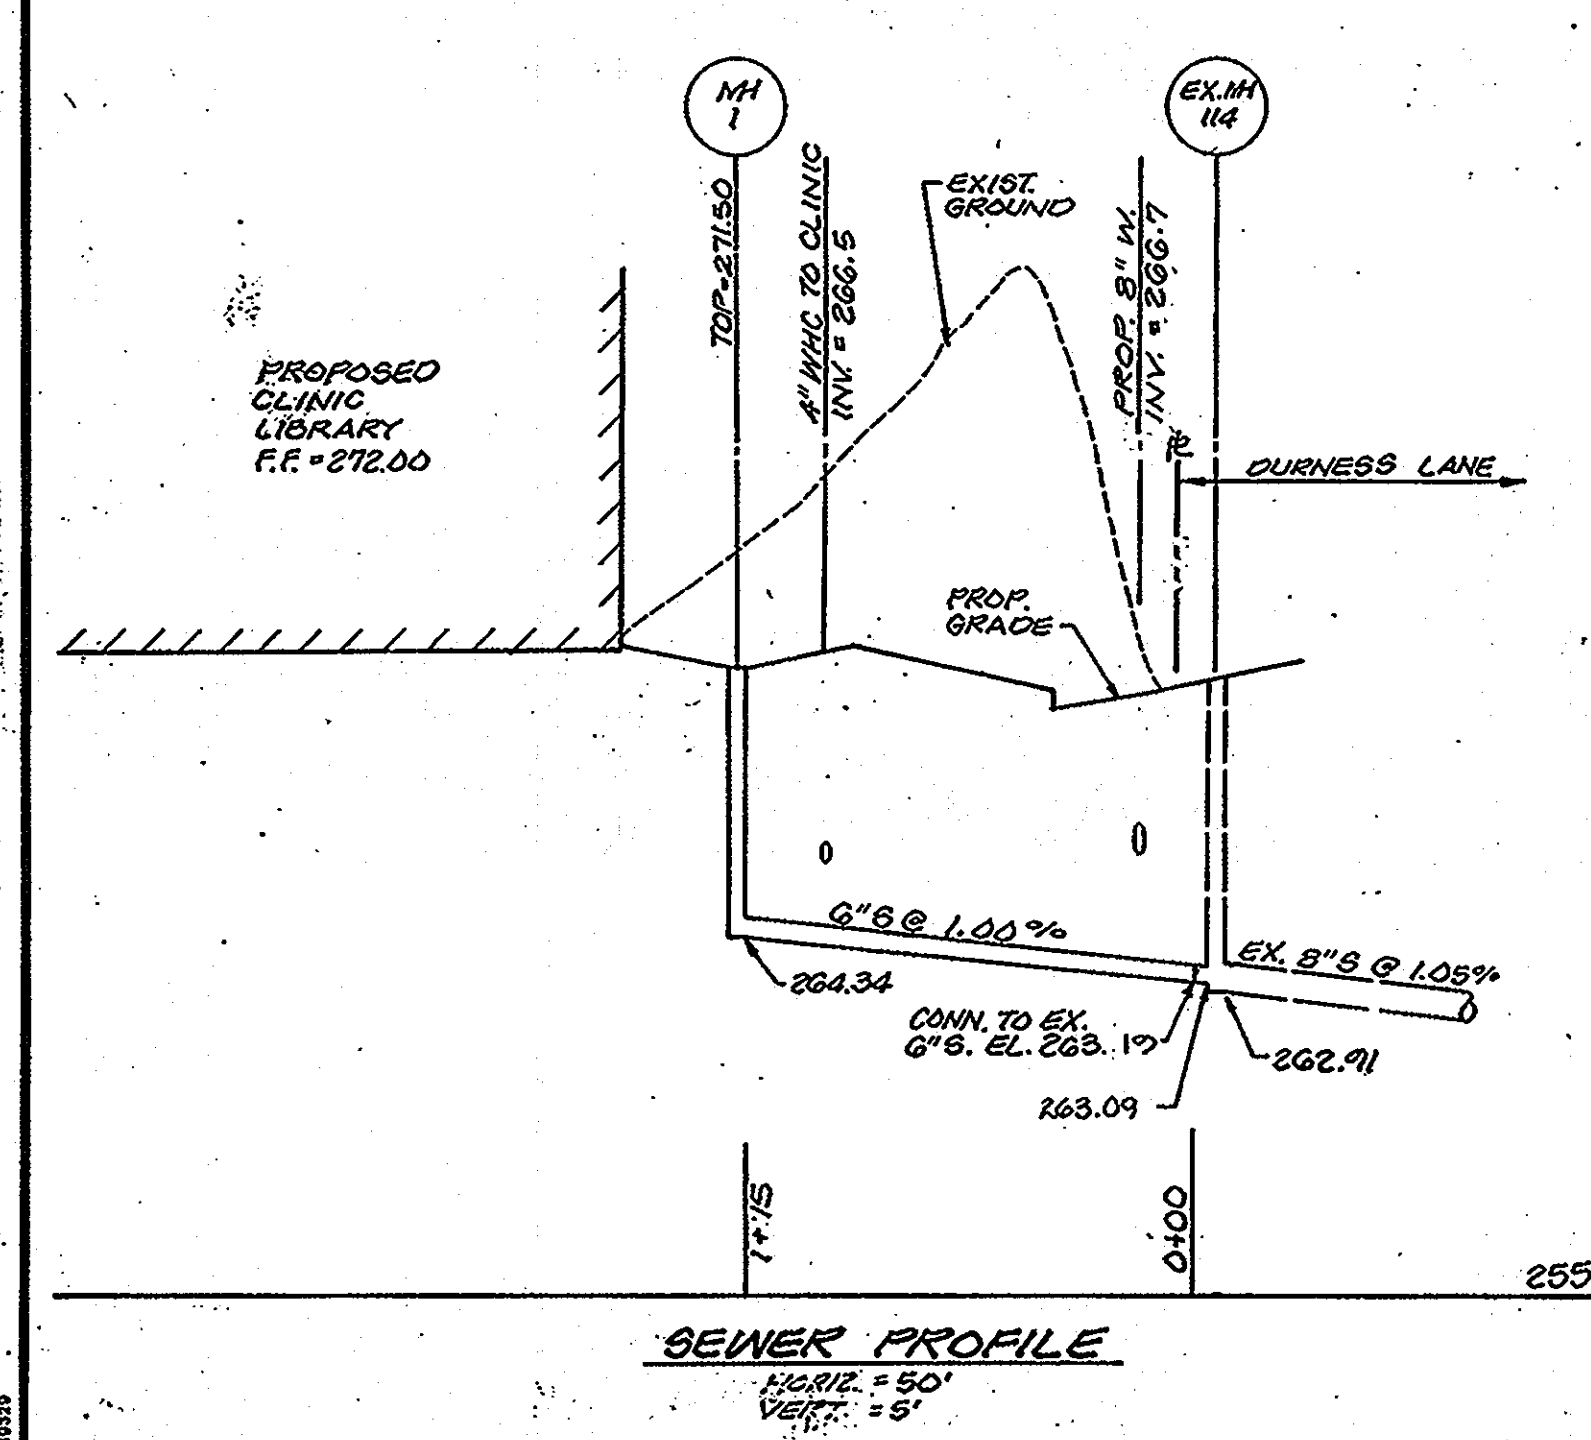 MH
1
EX.MH
114
TOP=271.50
4" WHC TO CLINIC
INV. = 266.5
EXIST.
GROUND
PROP. 8" W.
INV. = 266.7
PROPOSED
CLINIC
LIBRARY
F.F. = 272.00
DURNESS LANE
PROP.
GRADE
6"S @ 1.00%
264.34
EX. 8"S @ 1.05%
CONN. TO EX.
6"S. EL. 263.19
262.91
263.09
1+15
0+00
255
SEWER PROFILE
HORIZ. = 50'
VERT. = 5'